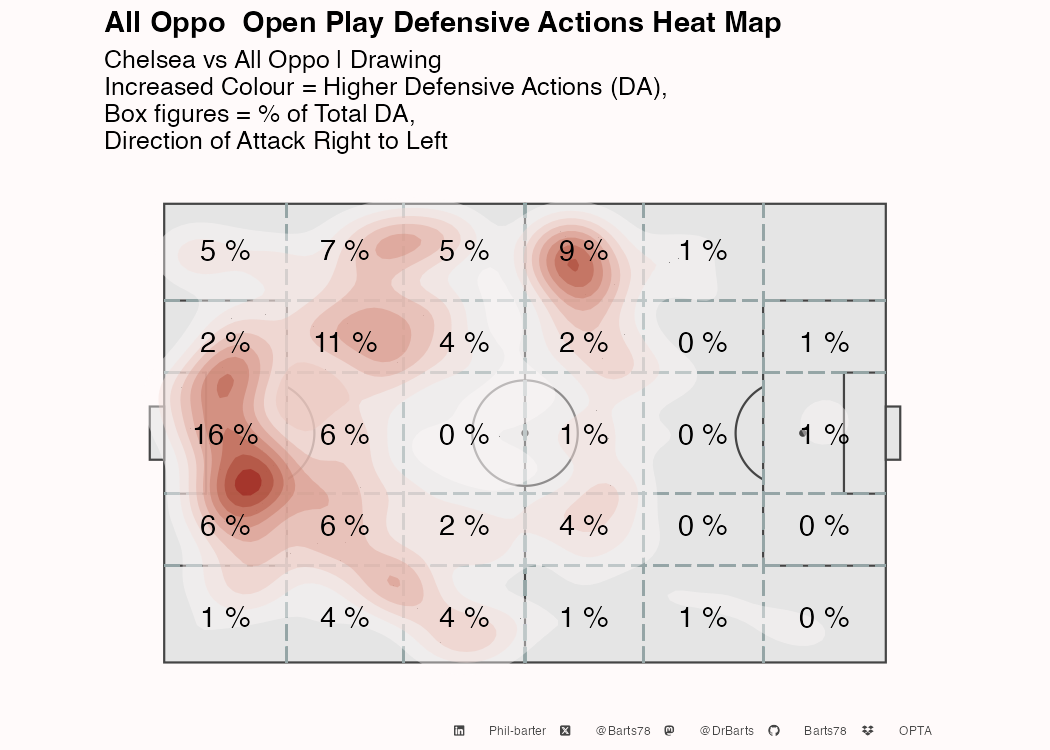 All Oppo  Open Play Defensive Actions Heat Map
Chelsea vs All Oppo | Drawing
Increased Colour = Higher Defensive Actions (DA),
Box figures = % of Total DA,
Direction of Attack Right to Left
5 % 7 % 5 % 9 % 1 %
2 % 11 % 4 % 2 % 0 % 1 %
16 % 6 % 0 % 1 % 0 % 1 %
6 % 6 % 2 % 4 % 0 % 0 %
1 % 4 % 4 % 1 % 1 % 0 %
Phil-barter @Barts78 @DrBarts Barts78 OPTA